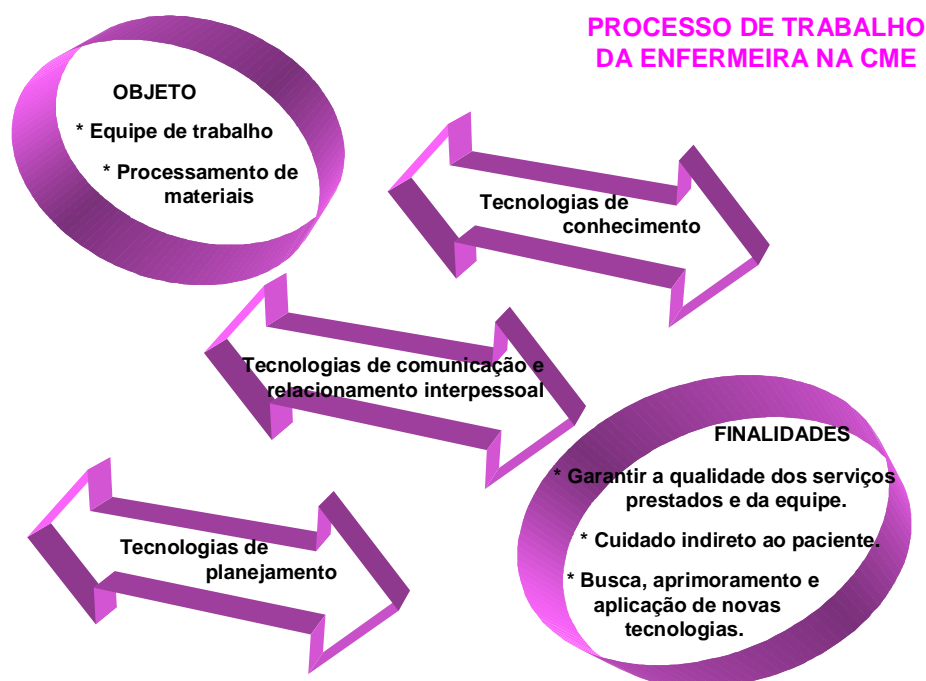 PROCESSO DE TRABALHO
DA ENFERMEIRA NA CME
OBJETO
* Equipe de trabalho
* Processamento de
materiais
Tecnologias de
conhecimento
Tecnologias de comunicação e
relacionamento interpessoal
Tecnologias de
planejamento
FINALIDADES
* Garantir a qualidade dos serviços
prestados e da equipe.
* Cuidado indireto ao paciente.
* Busca, aprimoramento e
aplicação de novas
tecnologias.